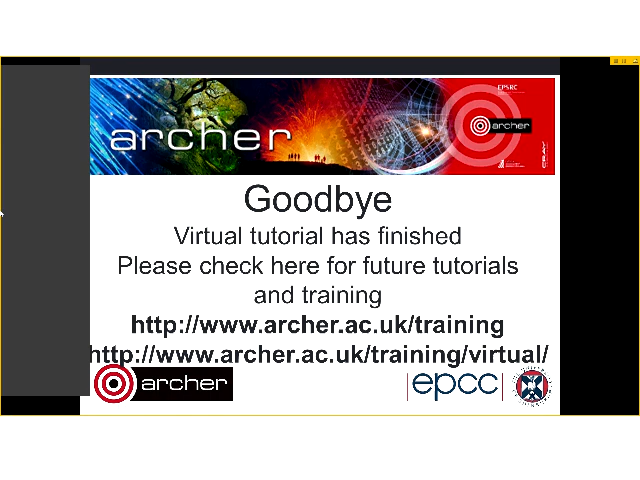 EPSRC
archer
archer
CRAY
Goodbye
Virtual tutorial has finished
Please check here for future tutorials
and training
http://www.archer.ac.uk/training
http://www.archer.ac.uk/training/virtual/
archer
epcc